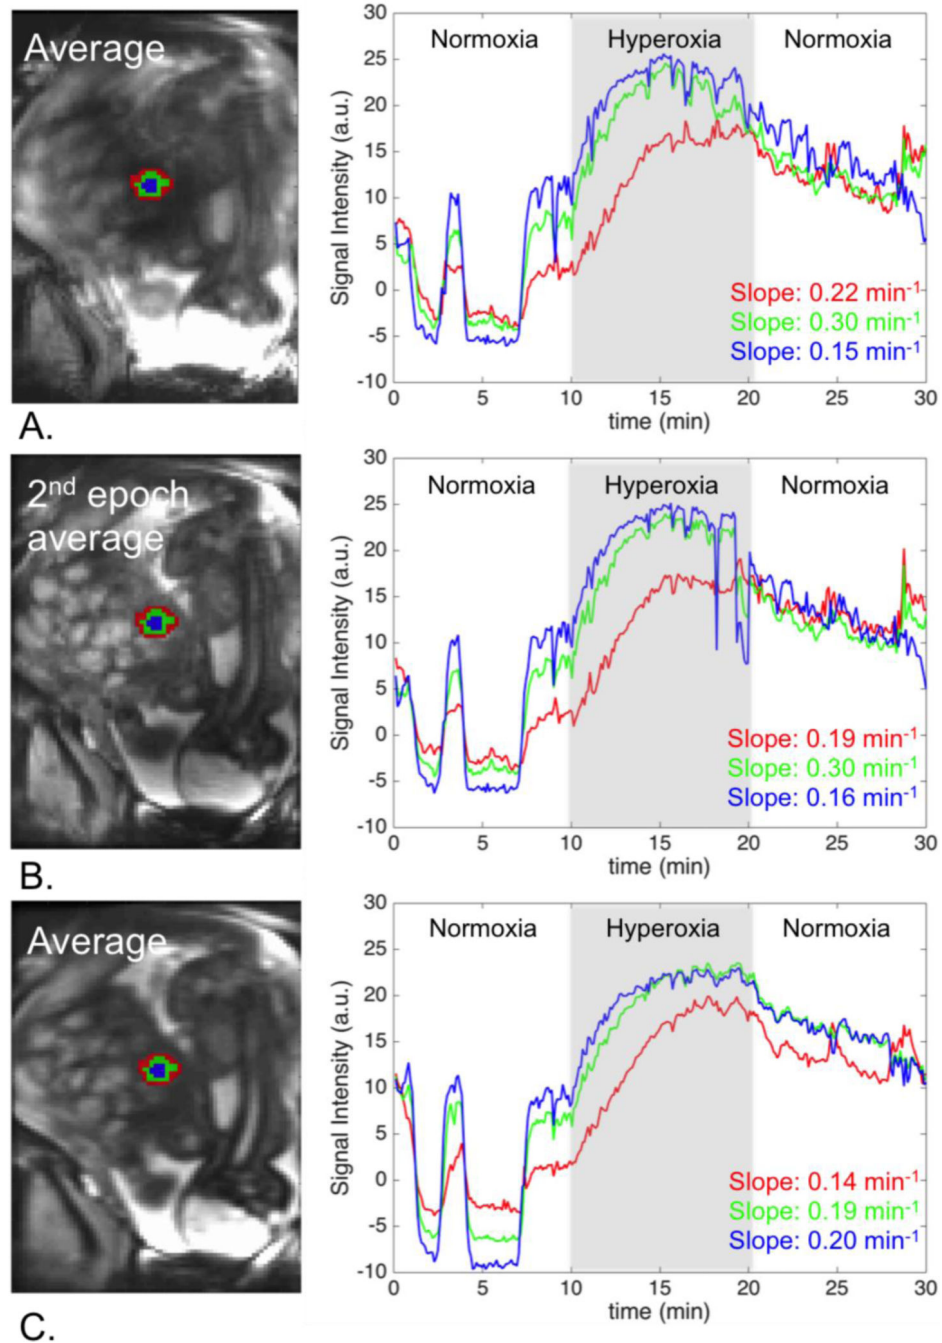 Average
A.
30
25
20
15
10
5
0
-5
-10
Signal Intensity (a.u.)
Normoxia Hyperoxia Normoxia
Slope: 0.22 min-1
Slope: 0.30 min-1
Slope: 0.15 min-1
0 5 10 15 20 25 30
time (min)
2nd epoch
average
B.
30
25
20
15
10
5
0
-5
-10
Signal Intensity (a.u.)
Normoxia Hyperoxia Normoxia
Slope: 0.19 min-1
Slope: 0.30 min-1
Slope: 0.16 min-1
0 5 10 15 20 25 30
time (min)
Average
C.
30
25
20
15
10
5
0
-5
-10
Signal Intensity (a.u.)
Normoxia Hyperoxia Normoxia
Slope: 0.14 min-1
Slope: 0.19 min-1
Slope: 0.20 min-1
0 5 10 15 20 25 30
time (min)